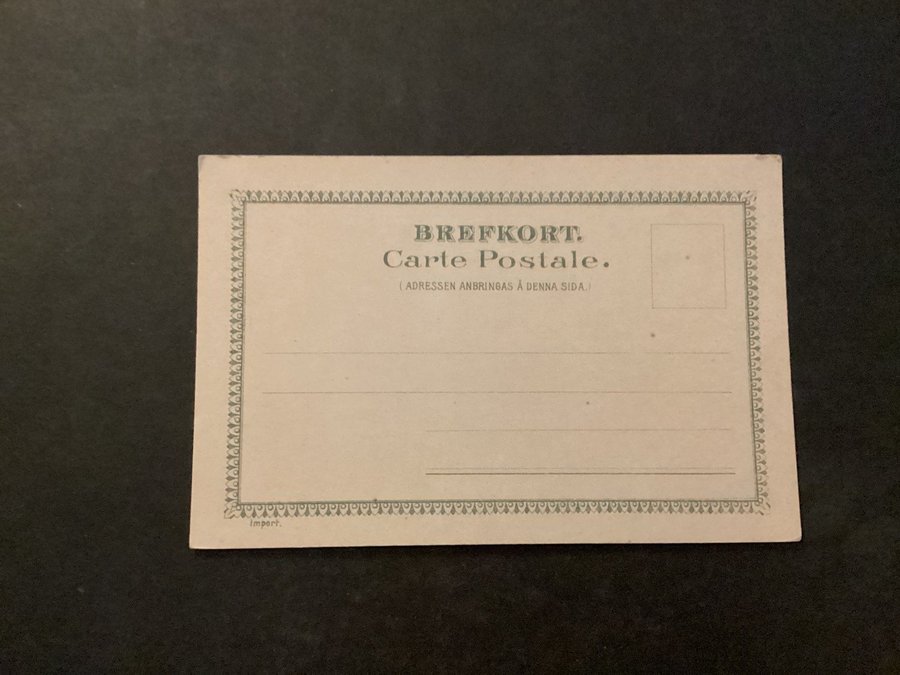 BREFKORT.
Carte Postale.
(ADRESSEN ANBRINGAS Å DENNA SIDA.)
Import.